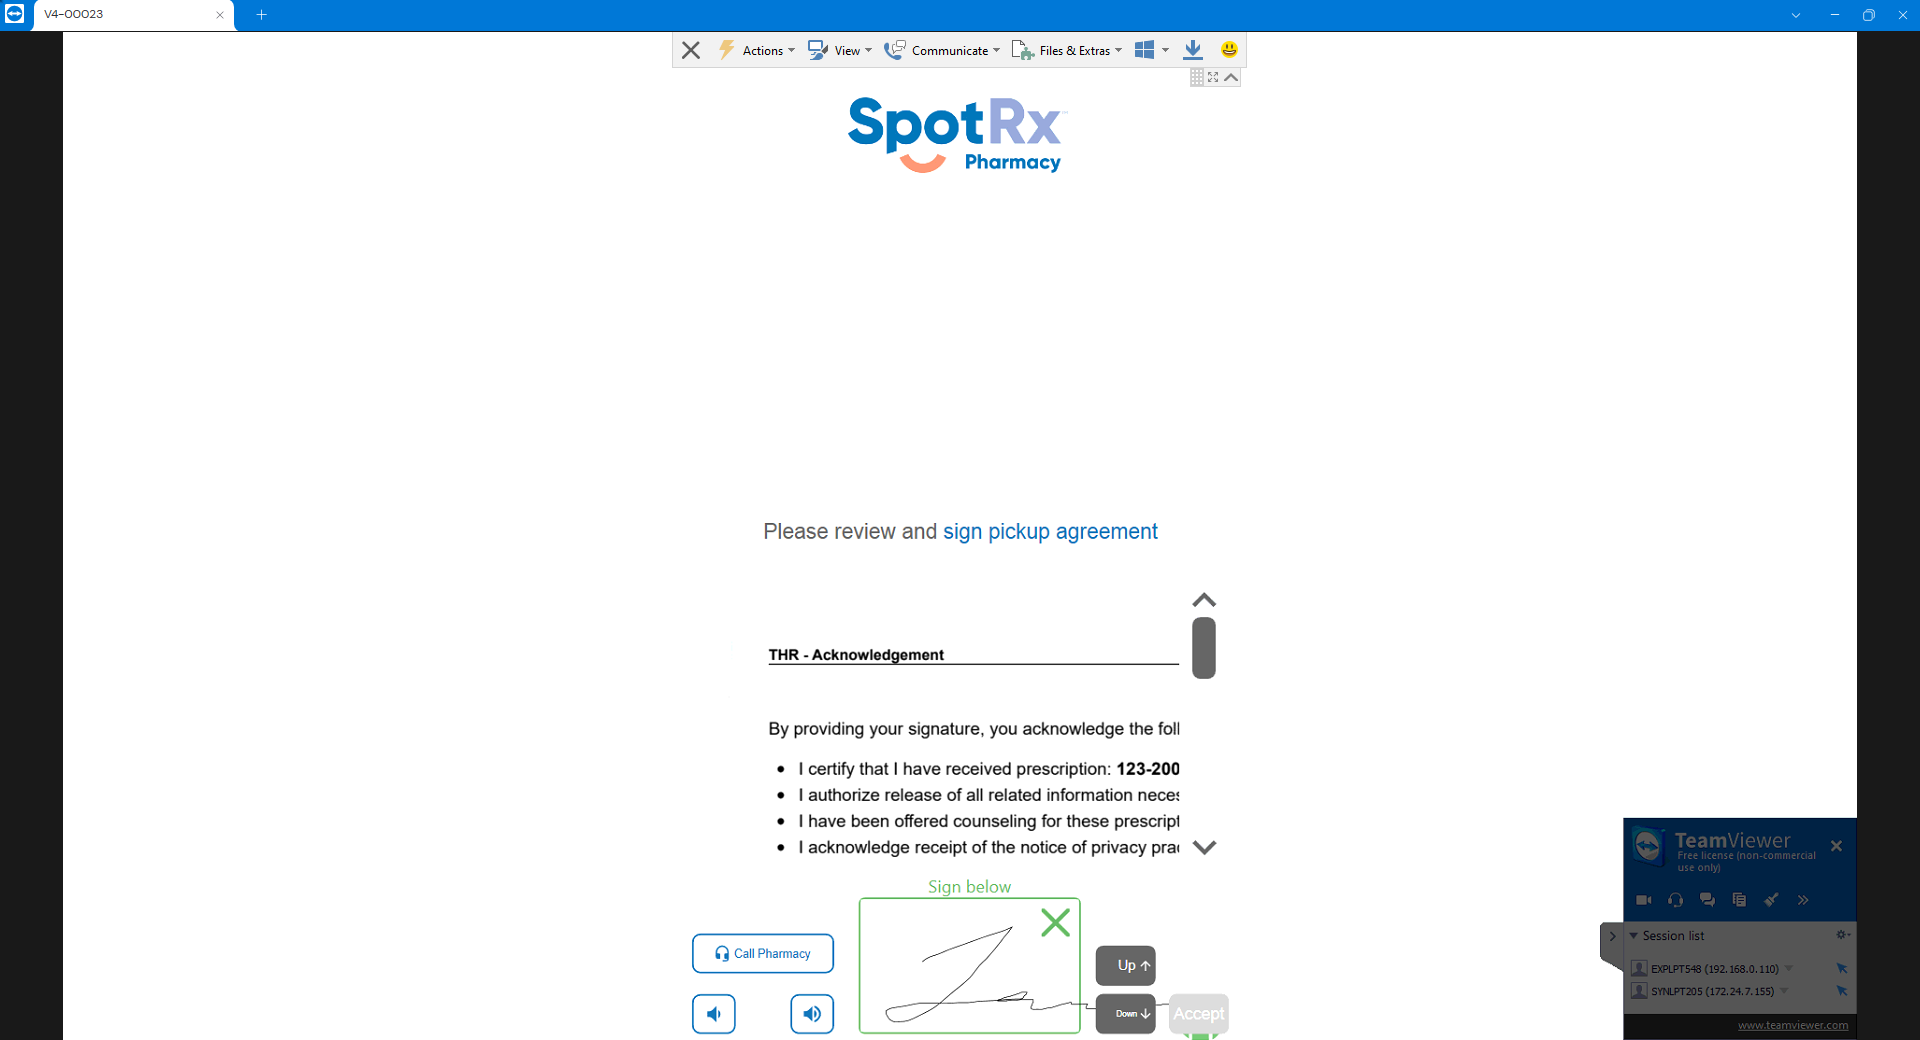 V4-00023
Actions
View
Communicate
Files & Extras
SpotRx
Pharmacy
Please review and sign pickup agreement
THR - Acknowledgement
By providing your signature, you acknowledge the foll
I certify that I have received prescription: 123-200
I authorize release of all related information neces
I have been offered counseling for these prescript
I acknowledge receipt of the notice of privacy prac
Sign below
Call Pharmacy
Up
Down
Accept
TeamViewer
Free license (non-commercial
use only)
Session list
EXPLPT548 (192.168.0.110)
SYNLPT205 (172.24.7.155)
www.teamviewer.com